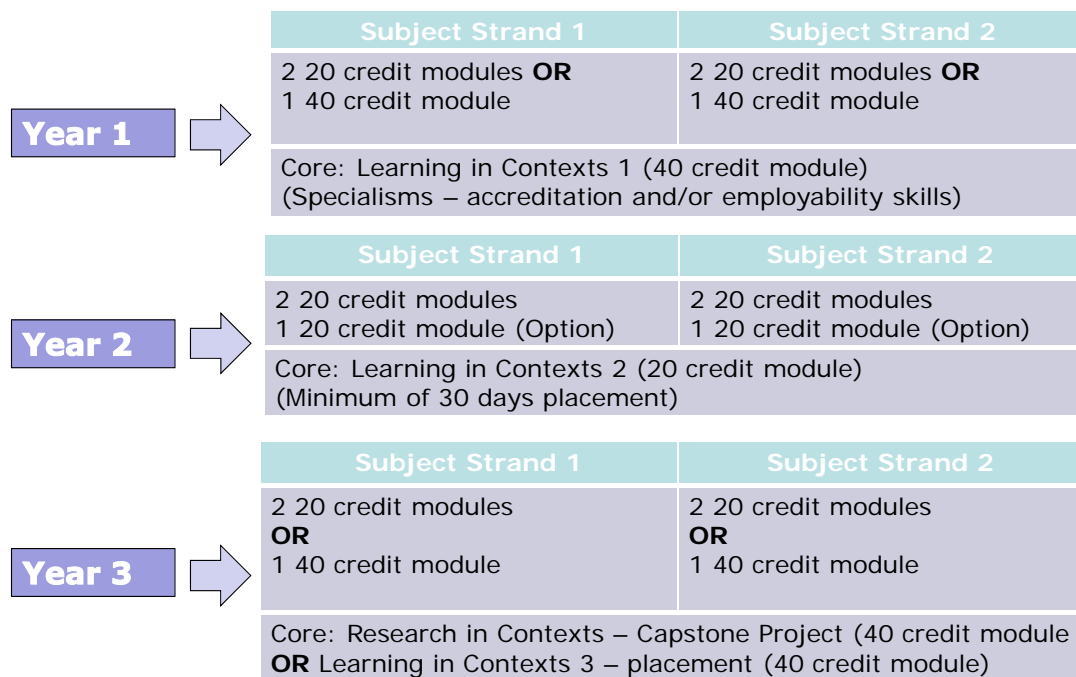 Subject Strand 1 Subject Strand 2
2 20 credit modules OR 2 20 credit modules OR
1 40 credit module 1 40 credit module
Year 1
Core: Learning in Contexts 1 (40 credit module)
(Specialisms – accreditation and/or employability skills)
Subject Strand 1 Subject Strand 2
2 20 credit modules 2 20 credit modules
1 20 credit module (Option) 1 20 credit module (Option)
Year 2
Core: Learning in Contexts 2 (20 credit module)
(Minimum of 30 days placement)
Subject Strand 1 Subject Strand 2
2 20 credit modules 2 20 credit modules
OR OR
1 40 credit module 1 40 credit module
Year 3
Core: Research in Contexts – Capstone Project (40 credit module
OR Learning in Contexts 3 – placement (40 credit module)